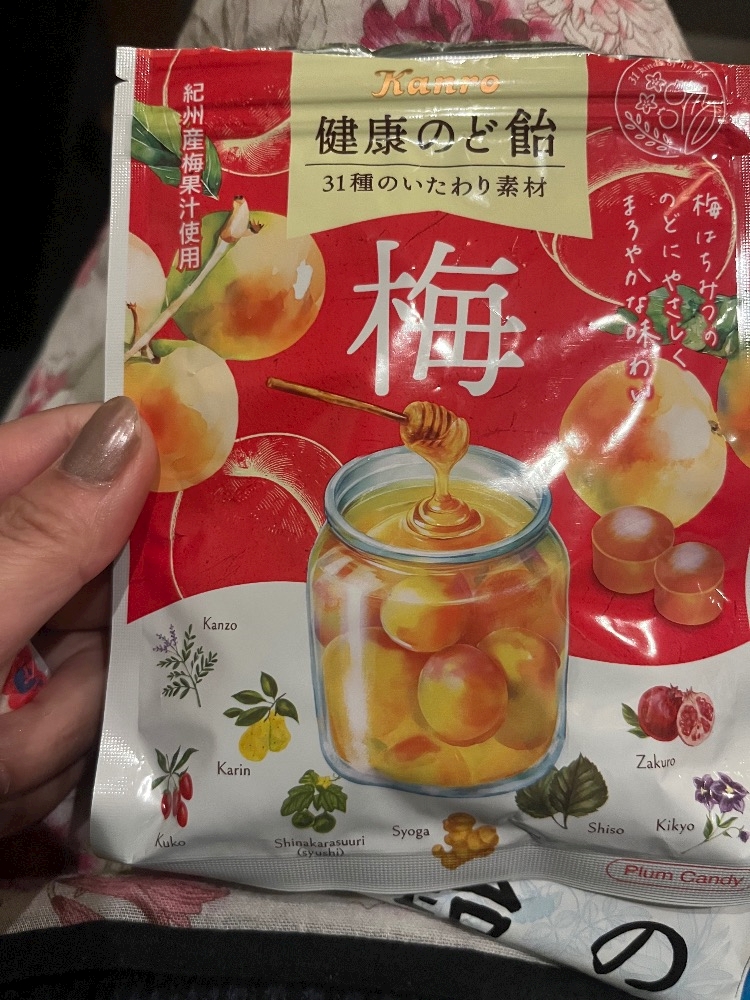 Kanro
健康のど飴
31種のいたわり素材
紀州産梅果汁使用
梅
梅はちみつの
のどにやさしく
まろやかな味わい
Kanzo
Karin
Kuko
Shinakarasuuri
(syushi)
Syoga
Zakuro
Shiso
Kikyo
Plum Candy
の